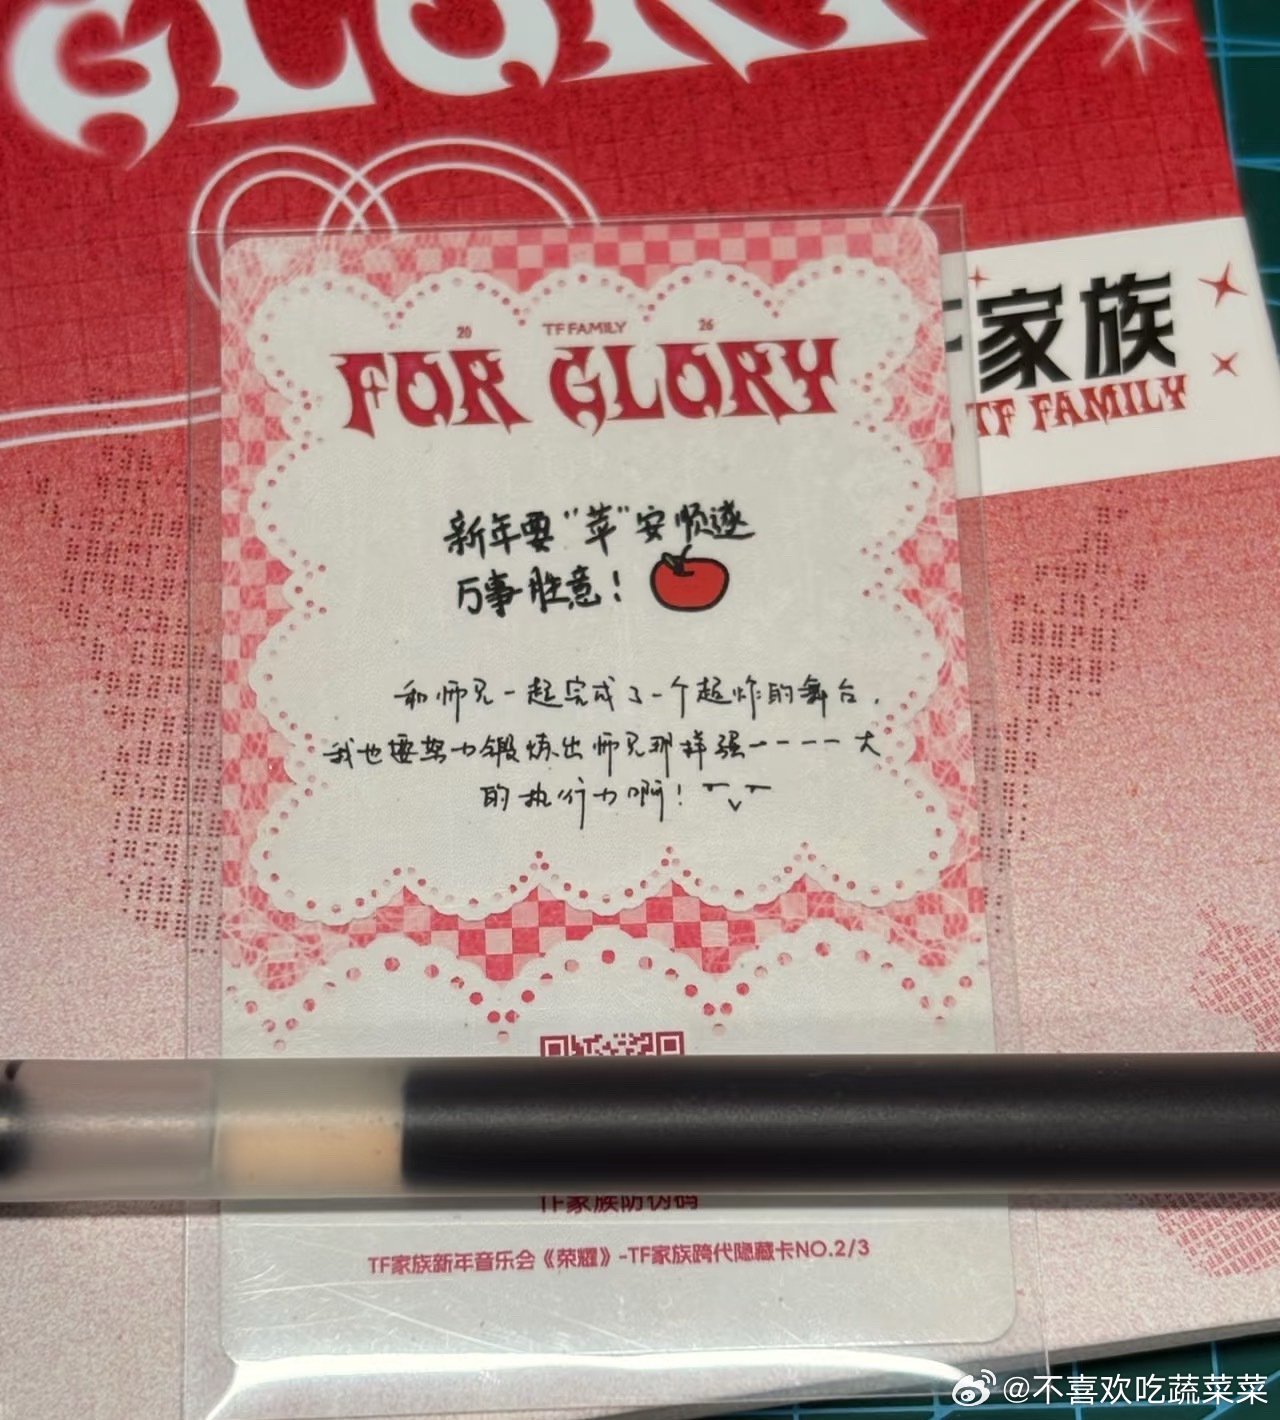 GLORY
F家族
TF FAMILY
20 TF FAMILY 26
FOR GLORY
新年要"苹"安顺遂
万事胜意！
和师兄一起完成了一个超炸的舞台，
我也要努力锻炼出师兄那样强一一一一大
的执行力啊！
TF家族防伪码
TF家族新年音乐会《荣耀》-TF家族跨代隐藏卡NO.2/3
@不喜欢吃蔬菜菜